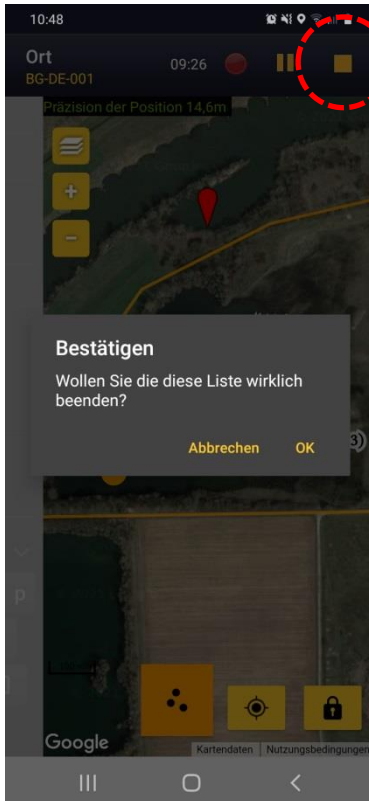 10:48
Ort
BG-DE-001
09:26
Präzision der Position 14,6m
Bestätigen
Wollen Sie die diese Liste wirklich
beenden?
Abbrechen OK
3)
p
Google
Kartendaten
Nutzungsbedingungen